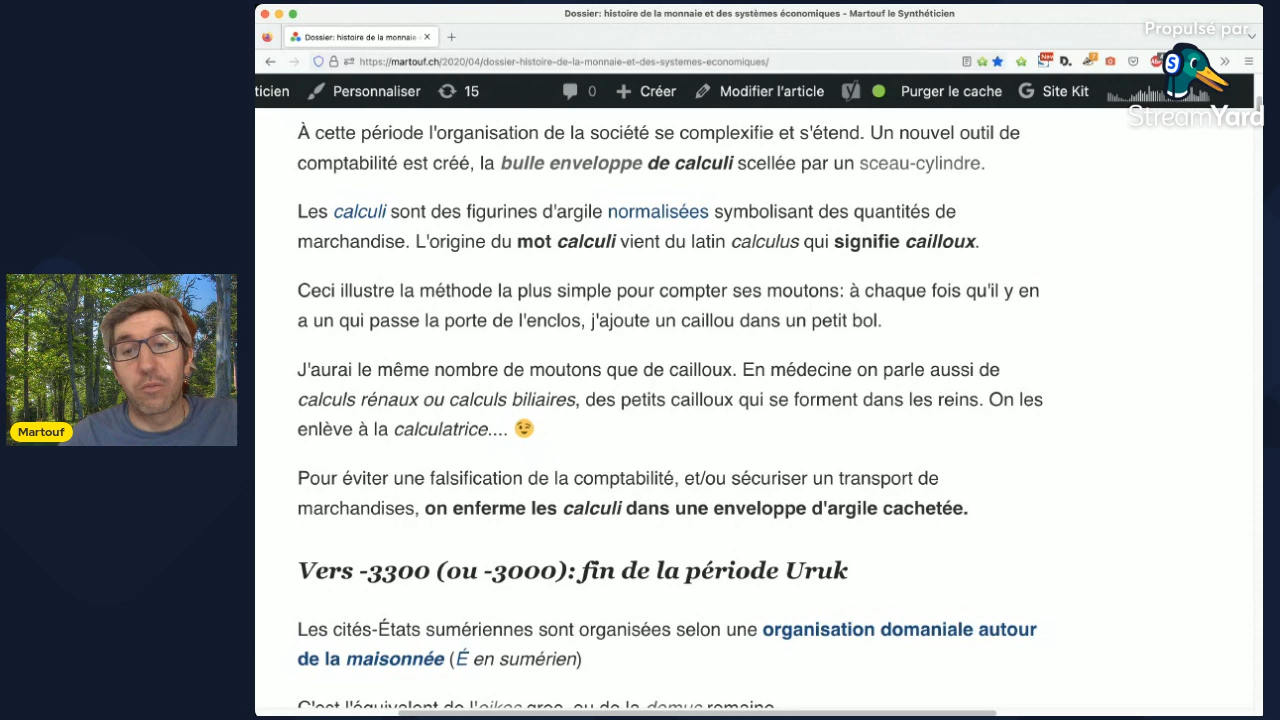 Dossier: histoire de la monnaie et des systèmes économiques - Martouf le Synthéticien
Propulsé par
Dossier: histoire de la monnaie
https://martouf.ch/2020/04/dossier-histoire-de-la-monnaie-et-des-systemes-economiques/
ticien Personnaliser 15 0 Créer Modifier l'article Purger le cache Site Kit
StreamYard
À cette période l'organisation de la société se complexifie et s'étend. Un nouvel outil de
comptabilité est créé, la bulle enveloppe de calculi scellée par un sceau-cylindre.
Les calculi sont des figurines d'argile normalisées symbolisant des quantités de
marchandise. L'origine du mot calculi vient du latin calculus qui signifie cailloux.
Ceci illustre la méthode la plus simple pour compter ses moutons: à chaque fois qu'il y en
a un qui passe la porte de l'enclos, j'ajoute un caillou dans un petit bol.
J'aurai le même nombre de moutons que de cailloux. En médecine on parle aussi de
calculs rénaux ou calculs biliaires, des petits cailloux qui se forment dans les reins. On les
enlève à la calculatrice.... 😉
Martouf
Pour éviter une falsification de la comptabilité, et/ou sécuriser un transport de
marchandises, on enferme les calculi dans une enveloppe d'argile cachetée.
Vers -3300 (ou -3000): fin de la période Uruk
Les cités-États sumériennes sont organisées selon une organisation domaniale autour
de la maisonnée (É en sumérien)
C'est l'équivalent de l'oikos grec, ou de la domus romaine